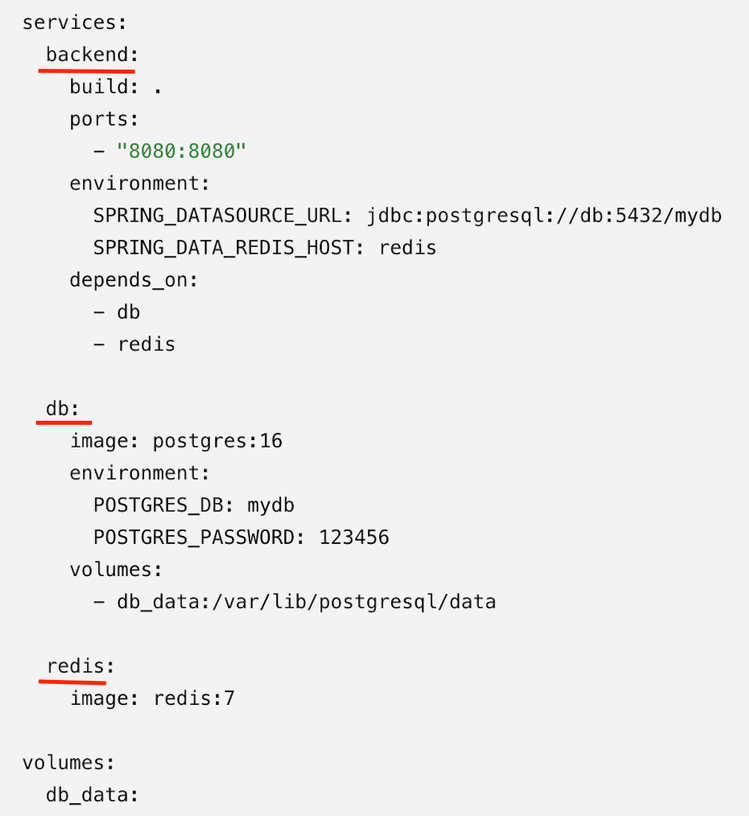 services:
  backend:
    build: .
    ports:
      - "8080:8080"
    environment:
      SPRING_DATASOURCE_URL: jdbc:postgresql://db:5432/mydb
      SPRING_DATA_REDIS_HOST: redis
    depends_on:
      - db
      - redis

  db:
    image: postgres:16
    environment:
      POSTGRES_DB: mydb
      POSTGRES_PASSWORD: 123456
    volumes:
      - db_data:/var/lib/postgresql/data

  redis:
    image: redis:7

volumes:
  db_data: